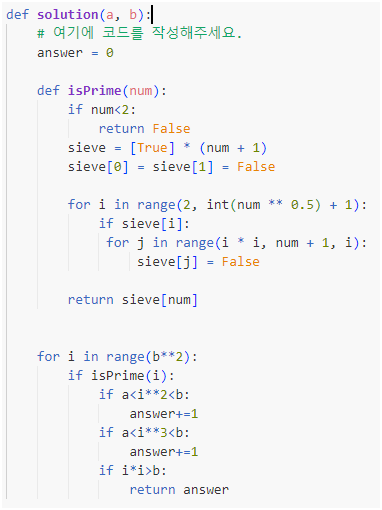 def solution(a, b):
    # 여기에 코드를 작성해주세요.
    answer = 0

    def isPrime(num):
        if num<2:
            return False
        sieve = [True] * (num + 1)
        sieve[0] = sieve[1] = False

        for i in range(2, int(num ** 0.5) + 1):
            if sieve[i]:
             for j in range(i * i, num + 1, i):
                 sieve[j] = False

        return sieve[num]


    for i in range(b**2):
        if isPrime(i):
            if a<i**2<b:
                answer+=1
            if a<i**3<b:
                answer+=1
            if i*i>b:
                return answer